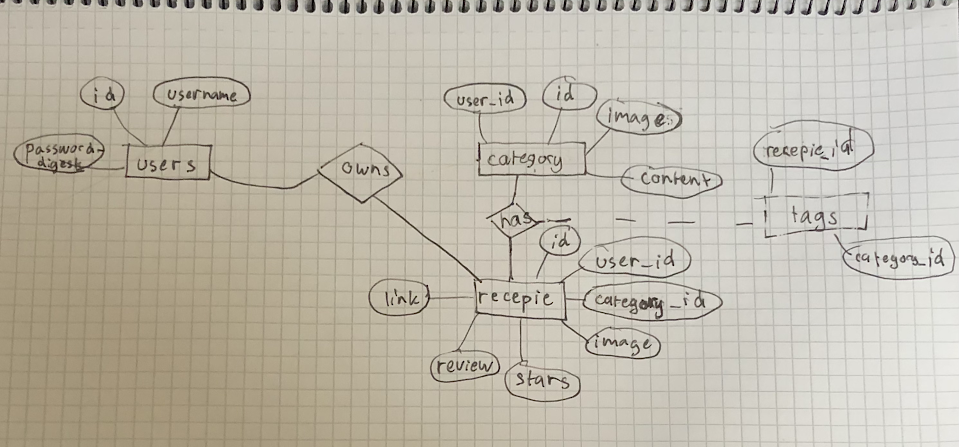 id
username
Password-
digest
users
owns
user_id
id
image
category
content
has
recepie_id
tags
category_id
id
user_id
link
recepie
category_id
image
review
stars